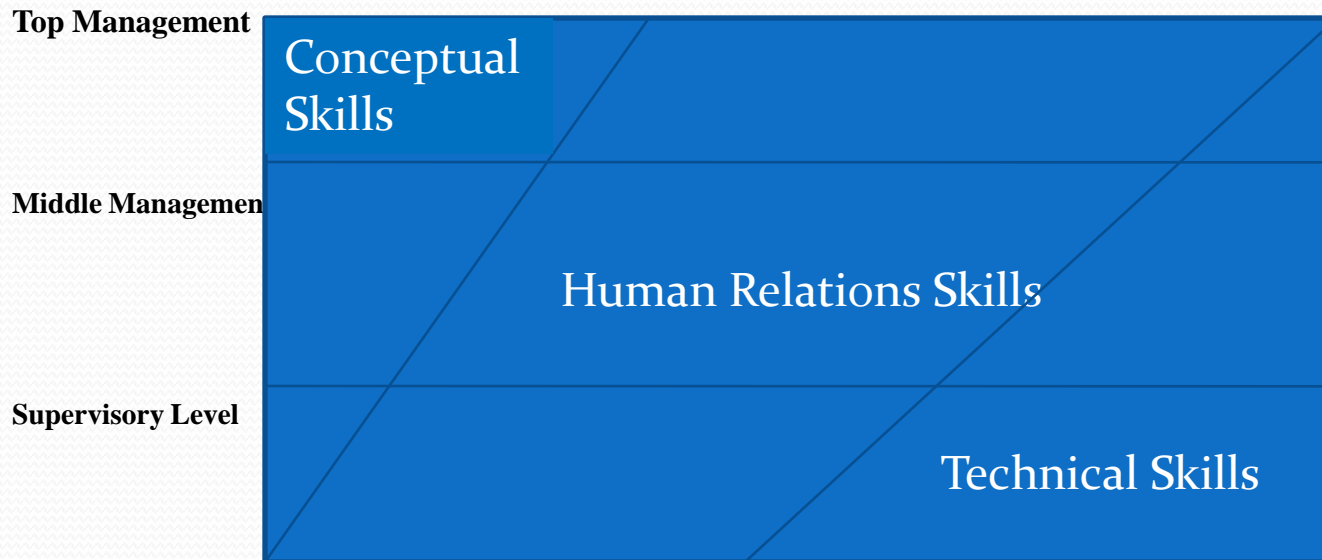 Top Management
Conceptual
Skills
Middle Managemen
Human Relations Skills
Supervisory Level
Technical Skills